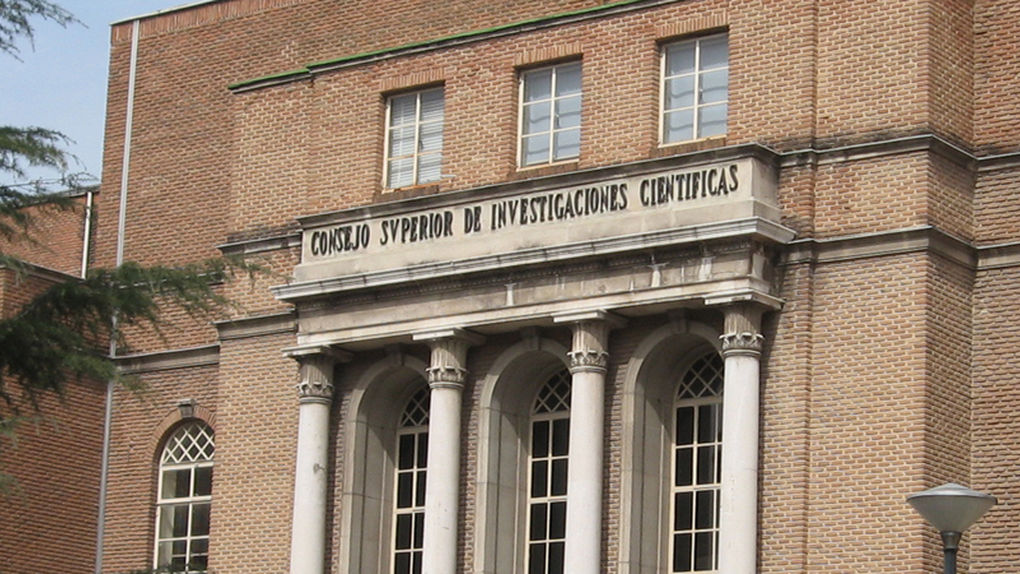 CONSEJO SVPERIOR DE INVESTIGACIONES CIENTIFICAS